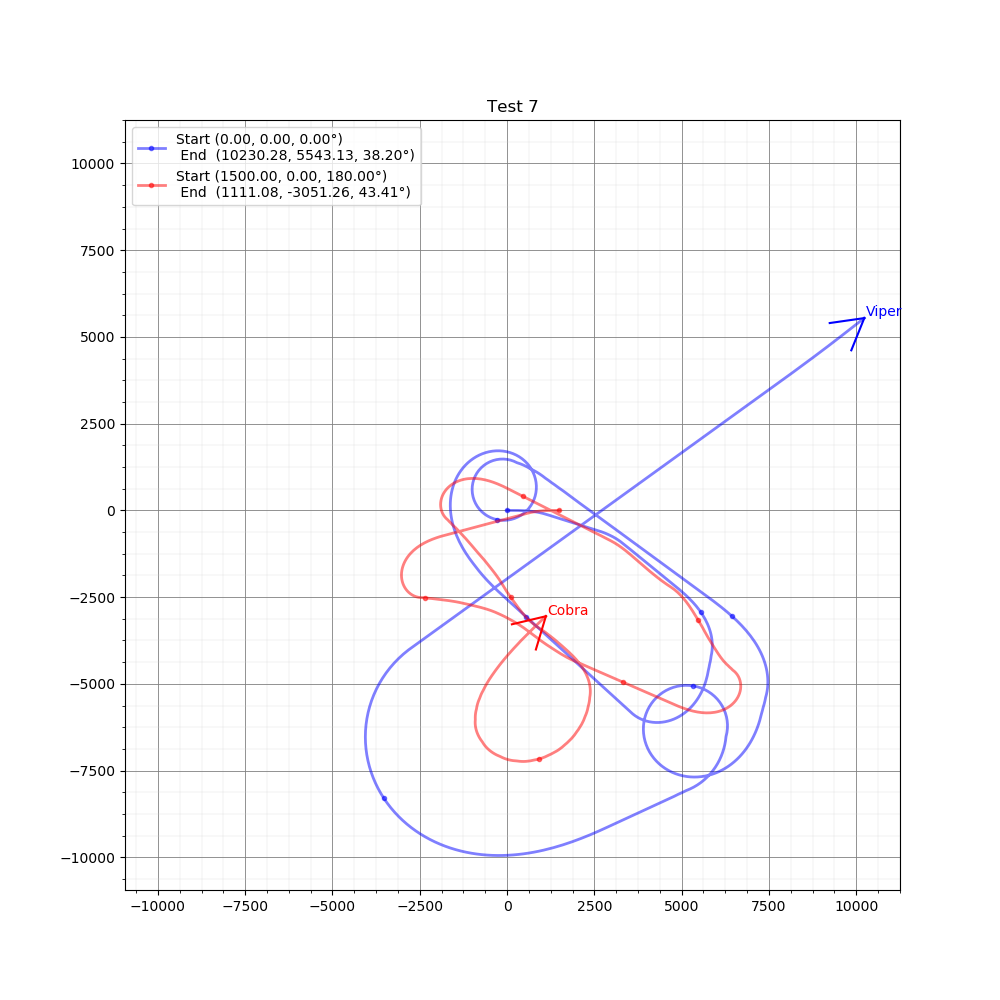 Test 7
Start (0.00, 0.00, 0.00°)
End (10230.28, 5543.13, 38.20°)
Start (1500.00, 0.00, 180.00°)
End (1111.08, -3051.26, 43.41°)
10000
7500
5000
2500
0
−2500
−5000
−7500
−10000
Viper
Cobra
−10000 −7500 −5000 −2500 0 2500 5000 7500 10000